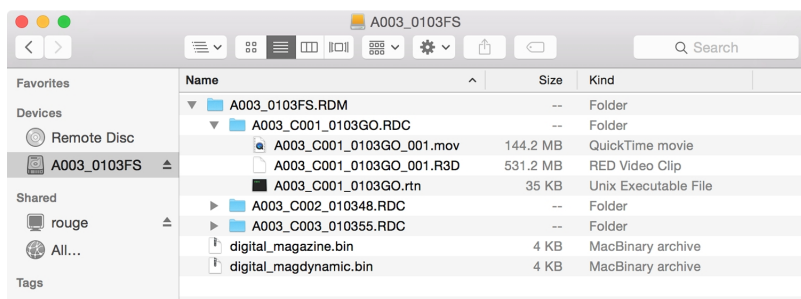 A003_0103FS
Search
Favorites
Devices
Remote Disc
A003_0103FS
Shared
rouge
All...
Tags
Name Size Kind
A003_0103FS.RDM -- Folder
A003_C001_0103GO.RDC -- Folder
A003_C001_0103GO_001.mov 144.2 MB QuickTime movie
A003_C001_0103GO_001.R3D 531.2 MB RED Video Clip
A003_C001_0103GO.rtn 35 KB Unix Executable File
A003_C002_010348.RDC -- Folder
A003_C003_010355.RDC -- Folder
digital_magazine.bin 4 KB MacBinary archive
digital_magdynamic.bin 4 KB MacBinary archive